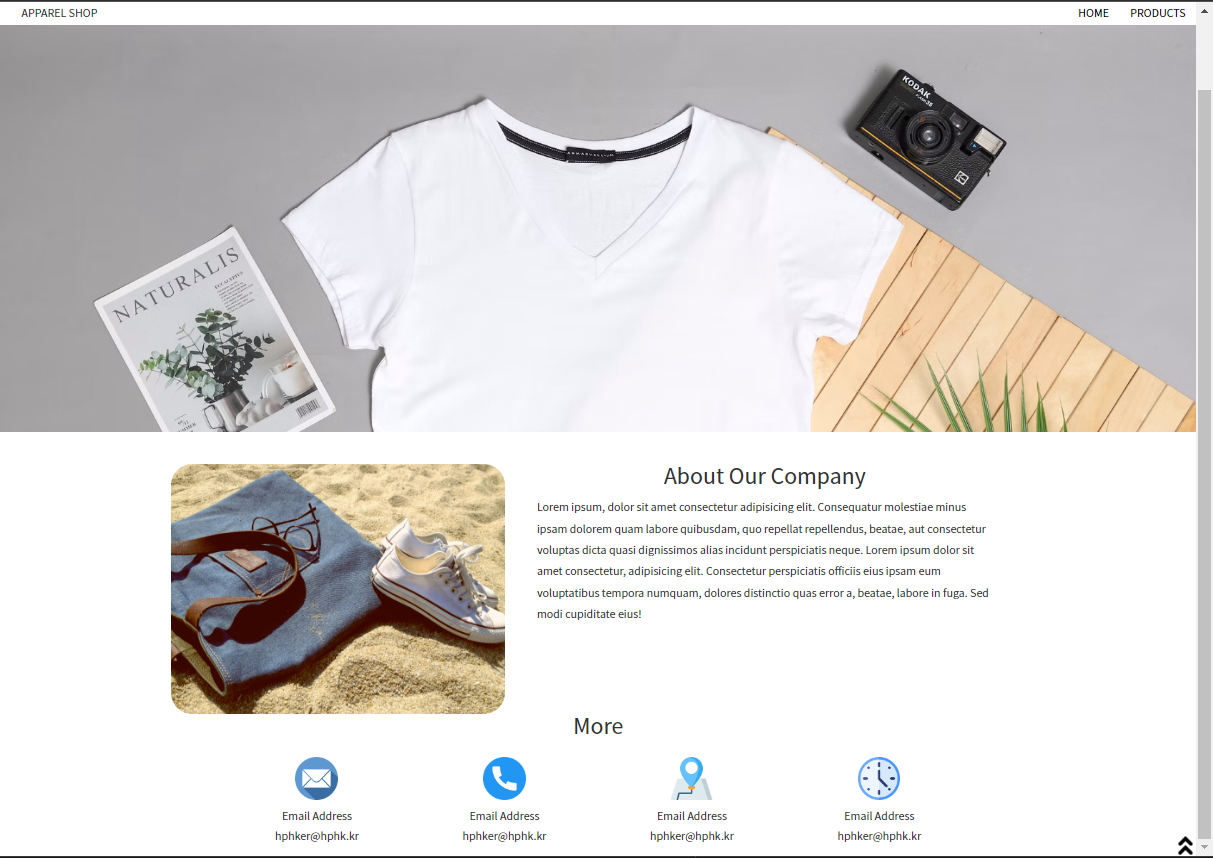 APPAREL SHOP
HOME PRODUCTS
KODAK
NATURALIS
EUCALYPTUS
About Our Company
Lorem ipsum, dolor sit amet consectetur adipisicing elit. Consequatur molestiae minus
ipsam dolorem quam labore quibusdam, quo repellat repellendus, beatae, aut consectetur
voluptas dicta quasi dignissimos alias incidunt perspiciatis neque. Lorem ipsum dolor sit
amet consectetur, adipisicing elit. Consectetur perspiciatis officiis eius ipsam eum
voluptatibus tempora numquam, dolores distinctio quas error a, beatae, labore in fuga. Sed
modi cupiditate eius!
More
Email Address Email Address Email Address Email Address
hphker@hphk.kr hphker@hphk.kr hphker@hphk.kr hphker@hphk.kr